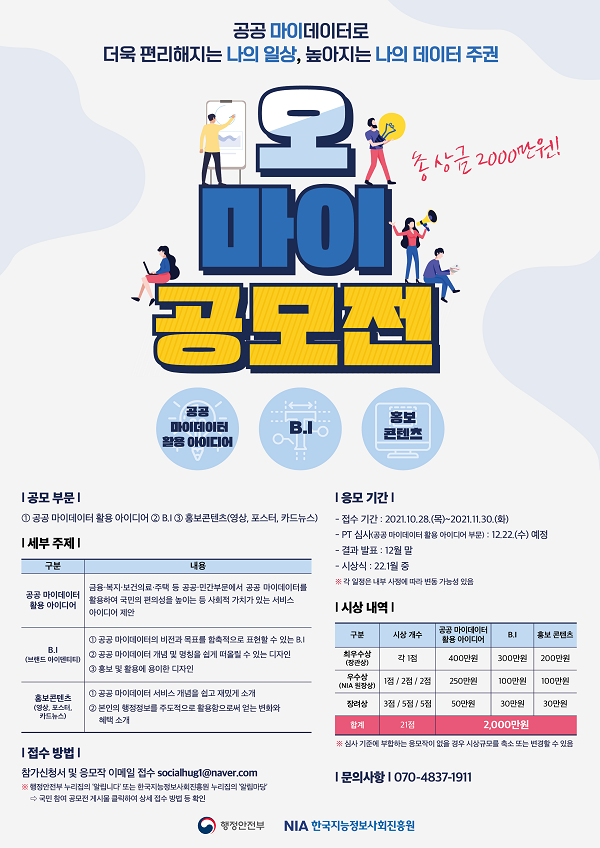 공공 마이데이터로
더욱 편리해지는 나의 일상, 높아지는 나의 데이터 주권
오
마이
공모전
총 상금 2000만원!
공공
마이데이터
활용 아이디어
B.I
홍보
콘텐츠
| 공모 부문 |
① 공공 마이데이터 활용 아이디어 ② B.I ③ 홍보콘텐츠(영상, 포스터, 카드뉴스)
| 세부 주제 |
구분 내용
공공 마이데이터
활용 아이디어
금융·복지·보건의료·주택 등 공공·민간부문에서 공공 마이데이터를
활용하여 국민의 편의성을 높이는 등 사회적 가치가 있는 서비스
아이디어 제안
B.I
(브랜드 아이덴티티)
① 공공 마이데이터의 비전과 목표를 함축적으로 표현할 수 있는 B.I
② 공공 마이데이터 개념 및 명칭을 쉽게 떠올릴 수 있는 디자인
③ 홍보 및 활용에 용이한 디자인
홍보콘텐츠
(영상, 포스터,
카드뉴스)
① 공공 마이데이터 서비스 개념을 쉽고 재밌게 소개
② 본인의 행정정보를 주도적으로 활용함으로써 얻는 변화와
혜택 소개
| 접수 방법 |
참가신청서 및 응모작 이메일 접수 socialhug1@naver.com
※ 행정안전부 누리집의 '알립니다' 또는 한국지능정보사회진흥원 누리집의 '알림마당'
⇨ 국민 참여 공모전 게시물 클릭하여 상세 접수 방법 등 확인
| 응모 기간 |
- 접수 기간 : 2021.10.28.(목)~2021.11.30.(화)
- PT 심사(공공 마이데이터 활용 아이디어 부문) : 12.22.(수) 예정
- 결과 발표 : 12월 말
- 시상식 : 22.1월 중
※ 각 일정은 내부 사정에 따라 변동 가능성 있음
| 시상 내역 |
구분 시상 개수 공공 마이데이터 활용 아이디어 B.I 홍보 콘텐츠
최우수상 (장관상) 각 1점 400만원 300만원 200만원
우수상 (NIA 원장상) 1점 / 2점 / 2점 250만원 100만원 100만원
장려상 3점 / 5점 / 5점 50만원 30만원 30만원
합계 21점 2,000만원
※ 심사 기준에 부합하는 응모작이 없을 경우 시상규모를 축소 또는 변경할 수 있음
| 문의사항 | 070-4837-1911
행정안전부
NIA 한국지능정보사회진흥원